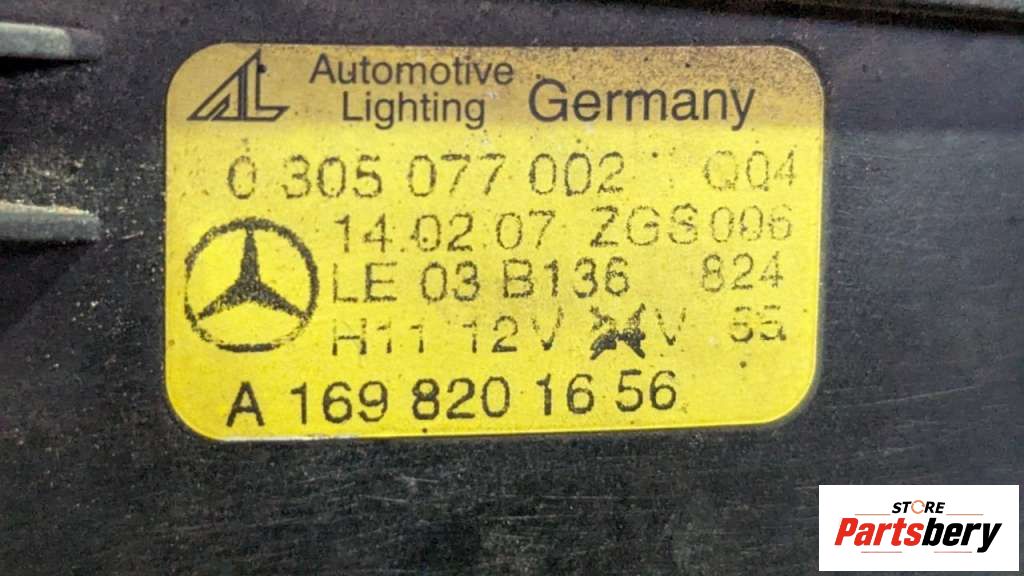 AL Automotive
Lighting Germany
0 305 077 002 Q04
14.02.07 ZGS006
LE 03 B136 824
H11 12V V 55
A 169 820 16 56
STORE
Partsbery